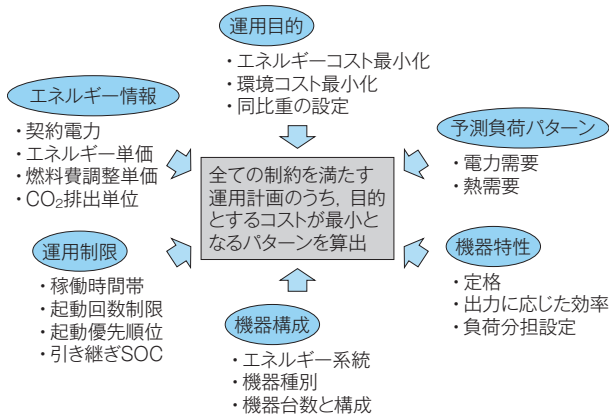 運用目的
・エネルギーコスト最小化
・環境コスト最小化
・同比重の設定
エネルギー情報
・契約電力
・エネルギー単価
・燃料費調整単価
・CO₂排出単位
予測負荷パターン
・電力需要
・熱需要
全ての制約を満たす
運用計画のうち，目的
とするコストが最小と
なるパターンを算出
運用制限
・稼働時間帯
・起動回数制限
・起動優先順位
・引き継ぎSOC
機器構成
・エネルギー系統
・機器種別
・機器台数と構成
機器特性
・定格
・出力に応じた効率
・負荷分担設定